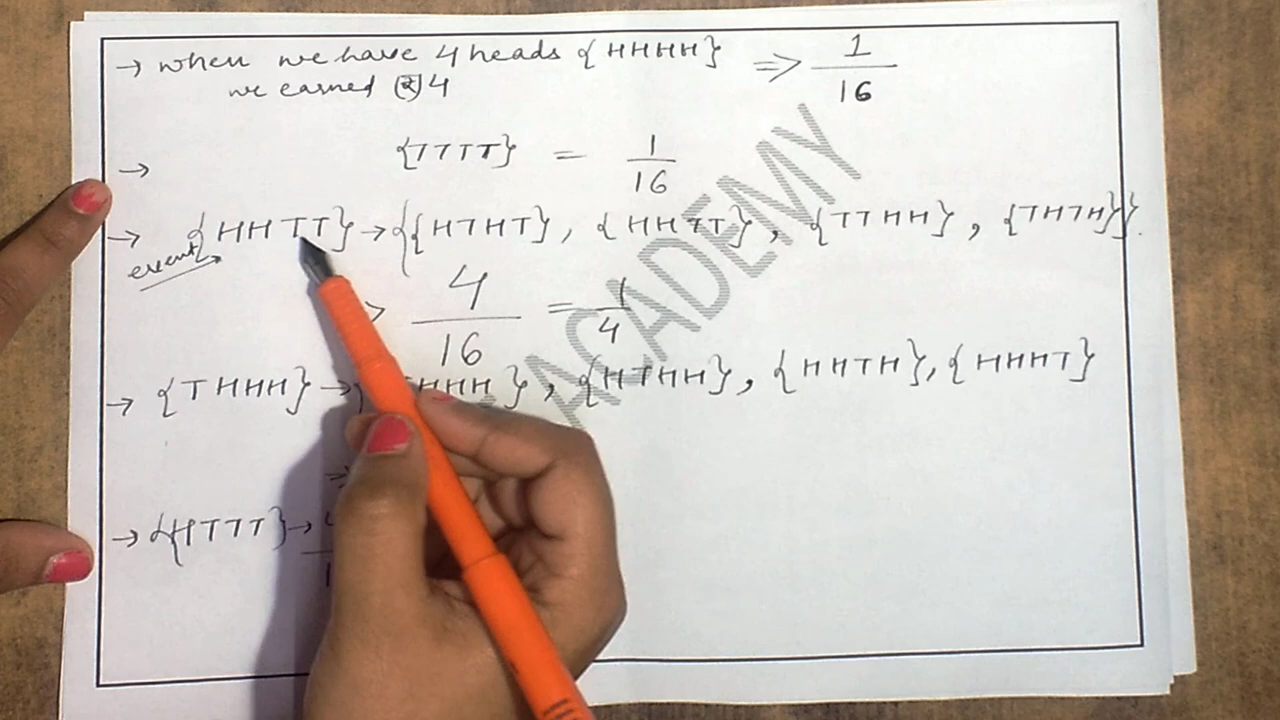 → when we have 4 heads {HHHH} ⇒ 1/16
we earned (₹) 4
→ {TTTT} = 1/16
→ {HHTT} → {{HTHT}, {HHTT}, {TTHH}, {THTH}}.
event
> 4/16 = 1/4
→ {THHH} → HHH}, {HTHH}, {HHTH}, {HHHT}
→ {HTTT} →
ACADEMY